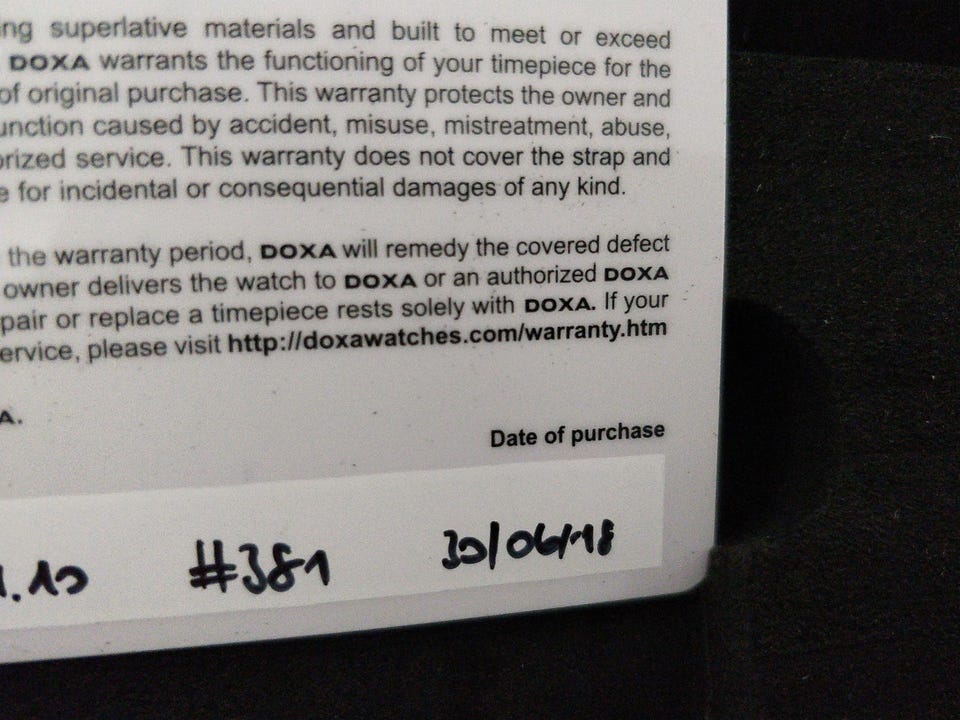 ing superlative materials and built to meet or exceed
DOXA warrants the functioning of your timepiece for the
of original purchase. This warranty protects the owner and
unction caused by accident, misuse, mistreatment, abuse,
orized service. This warranty does not cover the strap and
e for incidental or consequential damages of any kind.
the warranty period, DOXA will remedy the covered defect
owner delivers the watch to DOXA or an authorized DOXA
pair or replace a timepiece rests solely with DOXA. If your
ervice, please visit http://doxawatches.com/warranty.htm
A.
Date of purchase
.10 #381 30/06/18